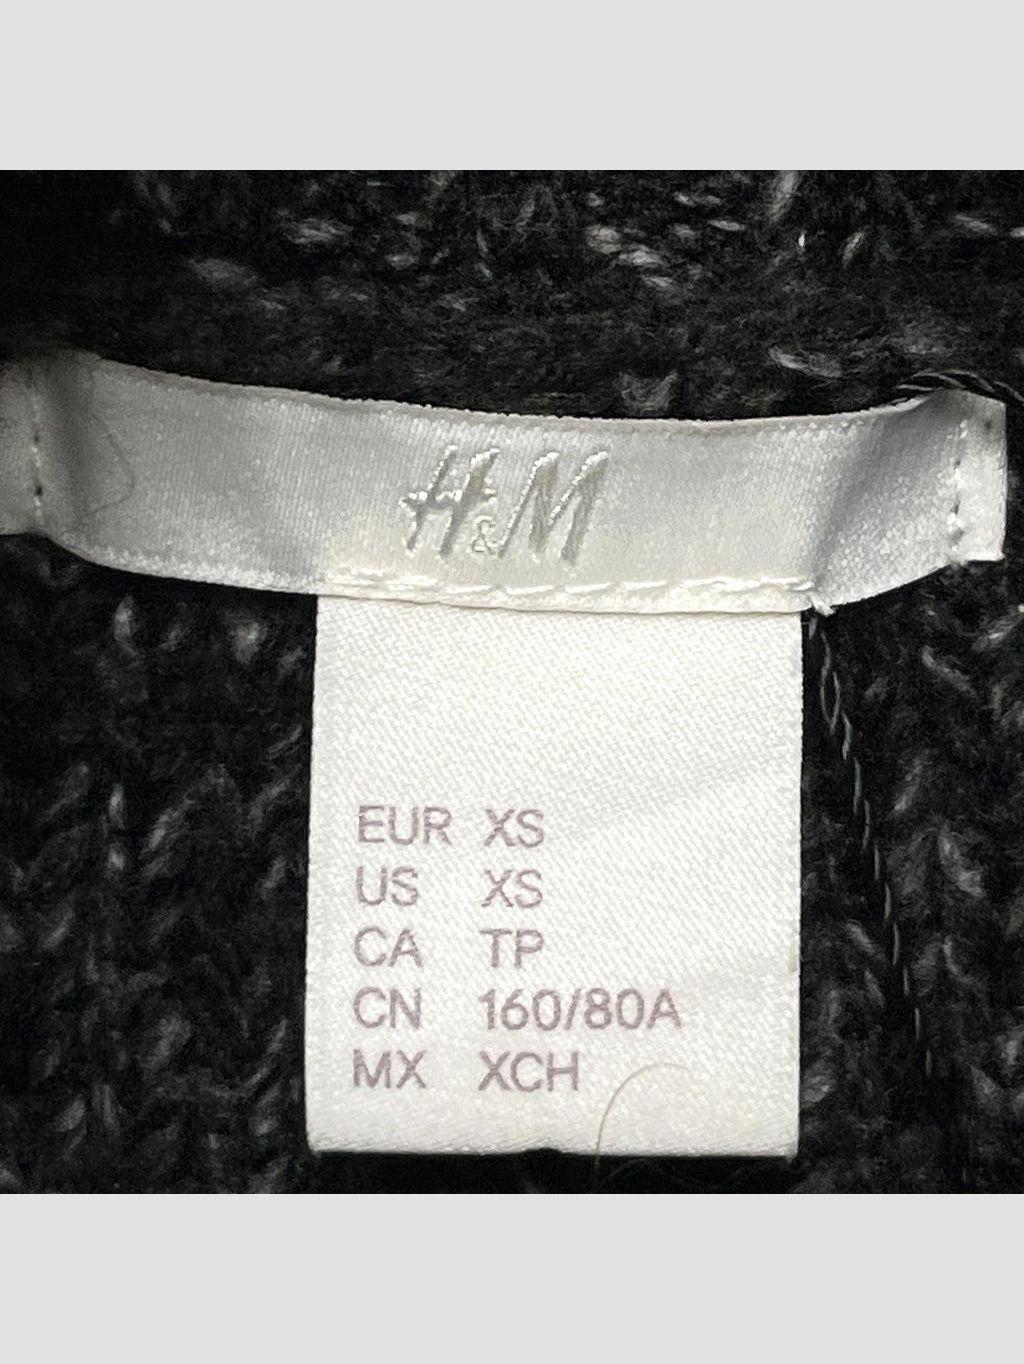 H&M
EUR XS
US XS
CA TP
CN 160/80A
MX XCH